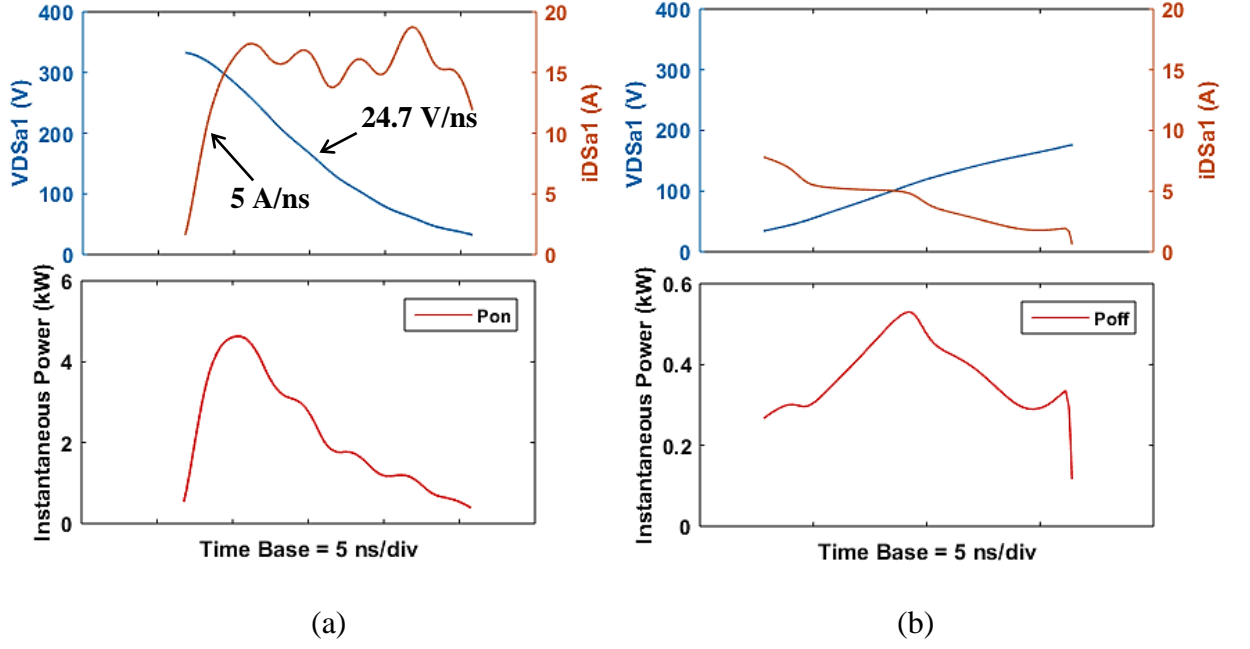 400
300
200
100
0
VDSa1 (V)
20
15
10
5
0
iDSa1 (A)
24.7 V/ns
5 A/ns
6
4
2
0
Instantaneous Power (kW)
Pon
Time Base = 5 ns/div
(a)
400
300
200
100
0
VDSa1 (V)
20
15
10
5
0
iDSa1 (A)
0.6
0.4
0.2
0
Instantaneous Power (kW)
Poff
Time Base = 5 ns/div
(b)